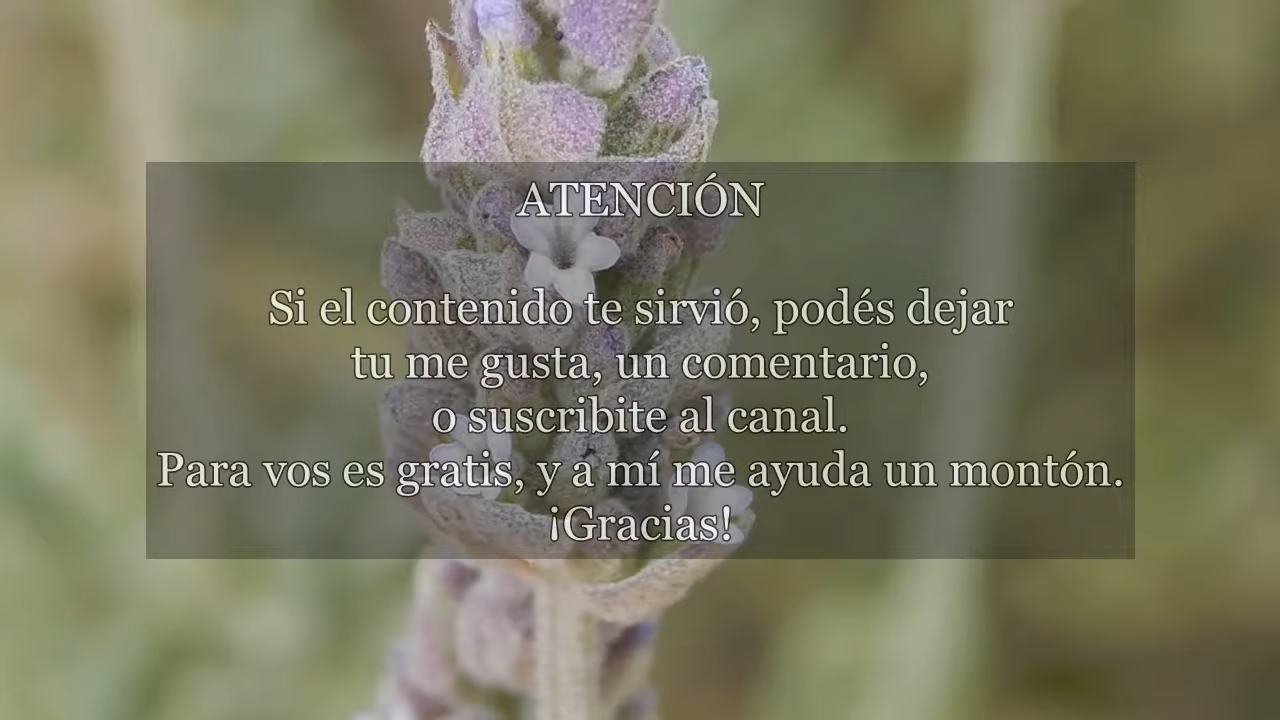 ATENCIÓN
Si el contenido te sirvió, podés dejar
tu me gusta, un comentario,
o suscribite al canal.
Para vos es gratis, y a mí me ayuda un montón.
¡Gracias!